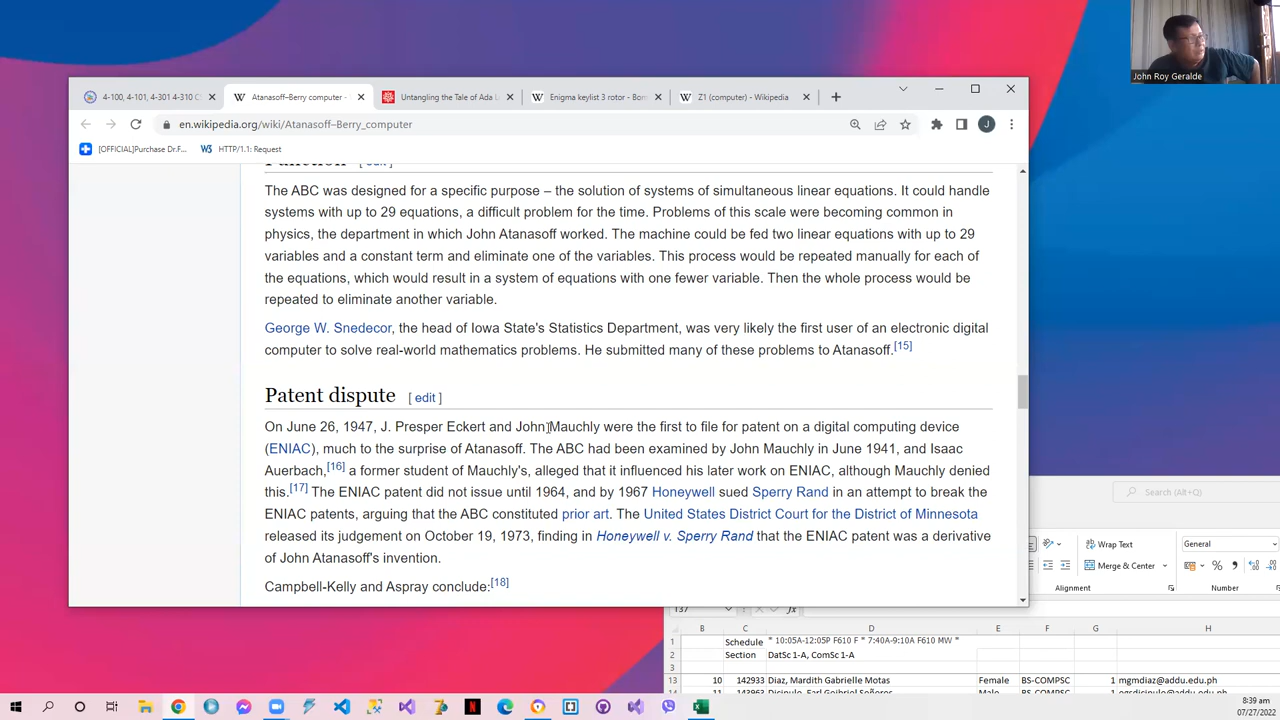 John Roy Geralde
4-100, 4-101, 4-301 4-310 C
Atanasoff–Berry computer -
Untangling the Tale of Ada L
Enigma keylist 3 rotor - Bom
Z1 (computer) - Wikipedia
en.wikipedia.org/wiki/Atanasoff–Berry_computer
[OFFICIAL]Purchase Dr.F...
HTTP/1.1: Request
Function [ edit ]
The ABC was designed for a specific purpose – the solution of systems of simultaneous linear equations. It could handle
systems with up to 29 equations, a difficult problem for the time. Problems of this scale were becoming common in
physics, the department in which John Atanasoff worked. The machine could be fed two linear equations with up to 29
variables and a constant term and eliminate one of the variables. This process would be repeated manually for each of
the equations, which would result in a system of equations with one fewer variable. Then the whole process would be
repeated to eliminate another variable.
George W. Snedecor, the head of Iowa State's Statistics Department, was very likely the first user of an electronic digital
computer to solve real-world mathematics problems. He submitted many of these problems to Atanasoff.[15]
Patent dispute [ edit ]
On June 26, 1947, J. Presper Eckert and John Mauchly were the first to file for patent on a digital computing device
(ENIAC), much to the surprise of Atanasoff. The ABC had been examined by John Mauchly in June 1941, and Isaac
Auerbach,[16] a former student of Mauchly's, alleged that it influenced his later work on ENIAC, although Mauchly denied
this.[17] The ENIAC patent did not issue until 1964, and by 1967 Honeywell sued Sperry Rand in an attempt to break the
ENIAC patents, arguing that the ABC constituted prior art. The United States District Court for the District of Minnesota
released its judgement on October 19, 1973, finding in Honeywell v. Sperry Rand that the ENIAC patent was a derivative
of John Atanasoff's invention.
Campbell-Kelly and Aspray conclude:[18]
Search (Alt+Q)
Wrap Text
General
Merge & Center
Alignment
B C D E F G H
1 Schedule * 10:05A-12:05P F610 F * 7:40A-9:10A F610 MW *
2 Section DatSc 1-A, ComSc 1-A
3
13 10 142933 Diaz, Mardith Gabrielle Motas Female BS-COMPSC 1 mgmdiaz@addu.edu.ph
8:39 am
07/27/2022